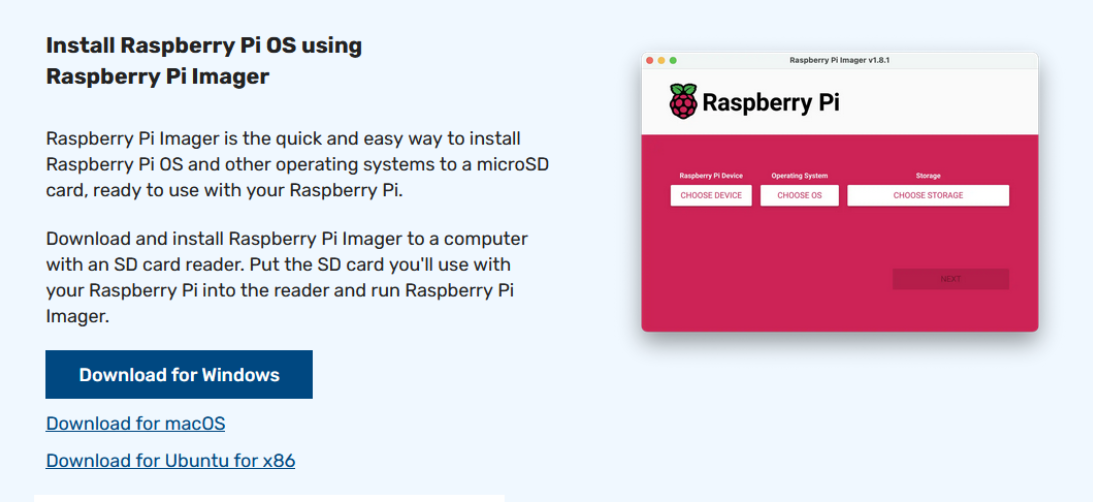 Install Raspberry Pi OS using
Raspberry Pi Imager
Raspberry Pi Imager is the quick and easy way to install
Raspberry Pi OS and other operating systems to a microSD
card, ready to use with your Raspberry Pi.
Download and install Raspberry Pi Imager to a computer
with an SD card reader. Put the SD card you'll use with
your Raspberry Pi into the reader and run Raspberry Pi
Imager.
Download for Windows
Download for macOS
Download for Ubuntu for x86
Raspberry Pi Imager v1.8.1
Raspberry Pi
Raspberry Pi Device Operating System Storage
CHOOSE DEVICE CHOOSE OS CHOOSE STORAGE
NEXT